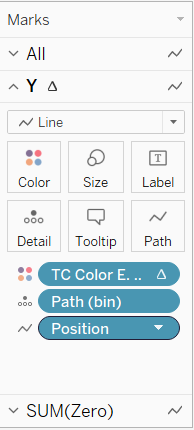 Marks
All
Y Δ
Line
Color Size Label
Detail Tooltip Path
TC Color E. .. Δ
Path (bin)
Position
SUM(Zero)